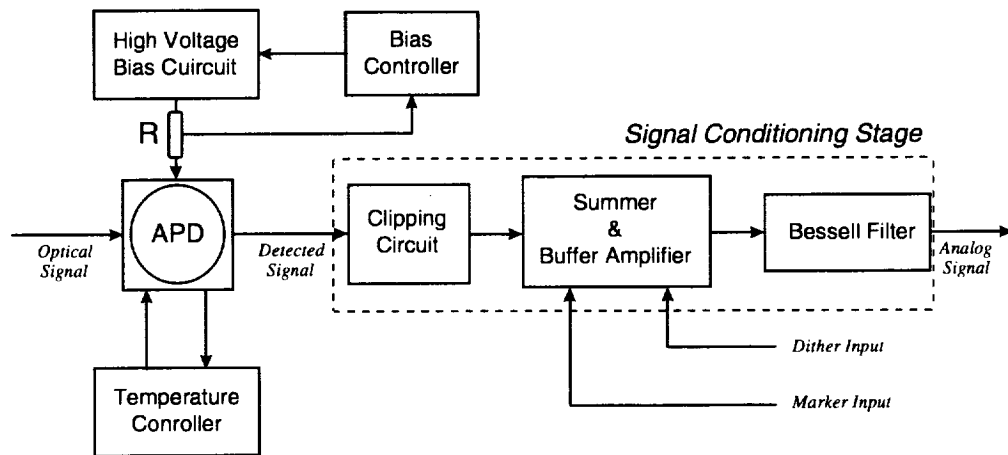 High Voltage
Bias Cuircuit
Bias
Controller
R
Signal Conditioning Stage
APD
Clipping
Circuit
Summer
&
Buffer Amplifier
Bessell Filter
Optical
Signal
Detected
Signal
Analog
Signal
Dither Input
Marker Input
Temperature
Conroller